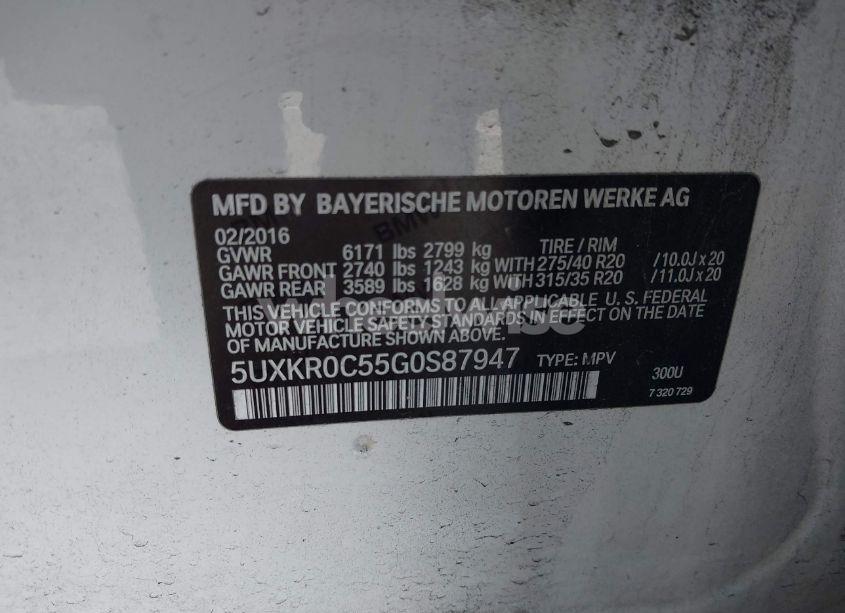 MFD BY BAYERISCHE MOTOREN WERKE AG
02/2016
TIRE / RIM
GVWR 6171 lbs 2799 kg
GAWR FRONT 2740 lbs 1243 kg WITH 275/40 R20 /10.0J x 20
GAWR REAR 3589 lbs 1628 kg WITH 315/35 R20 /11.0J x 20
THIS VEHICLE CONFORMS TO ALL APPLICABLE U. S. FEDERAL
MOTOR VEHICLE SAFETY STANDARDS IN EFFECT ON THE DATE
OF MANUFACTURE SHOWN ABOVE.
5UXKR0C55G0S87947 TYPE: MPV
300U
7 320 729